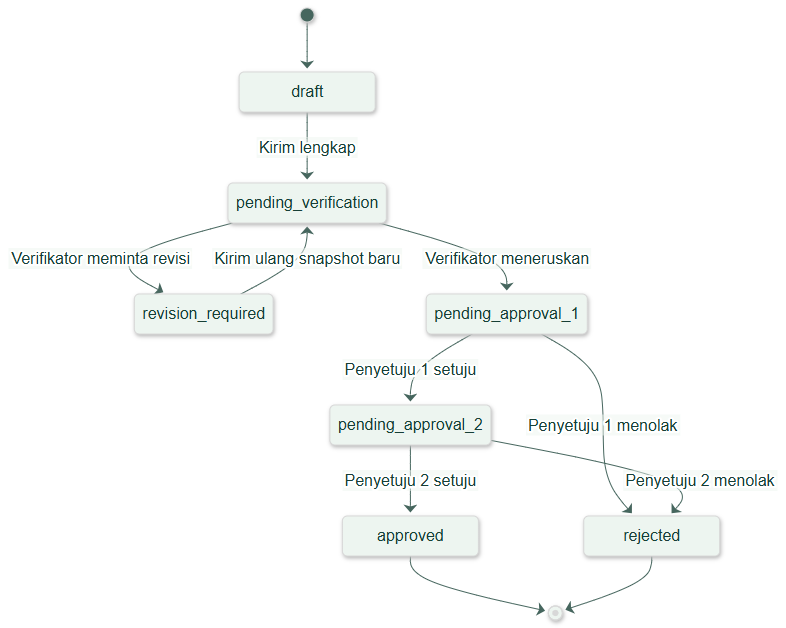 draft
Kirim lengkap
pending_verification
Verifikator meminta revisi
Kirim ulang snapshot baru
Verifikator meneruskan
revision_required
pending_approval_1
Penyetuju 1 setuju
pending_approval_2
Penyetuju 1 menolak
Penyetuju 2 setuju
Penyetuju 2 menolak
approved
rejected